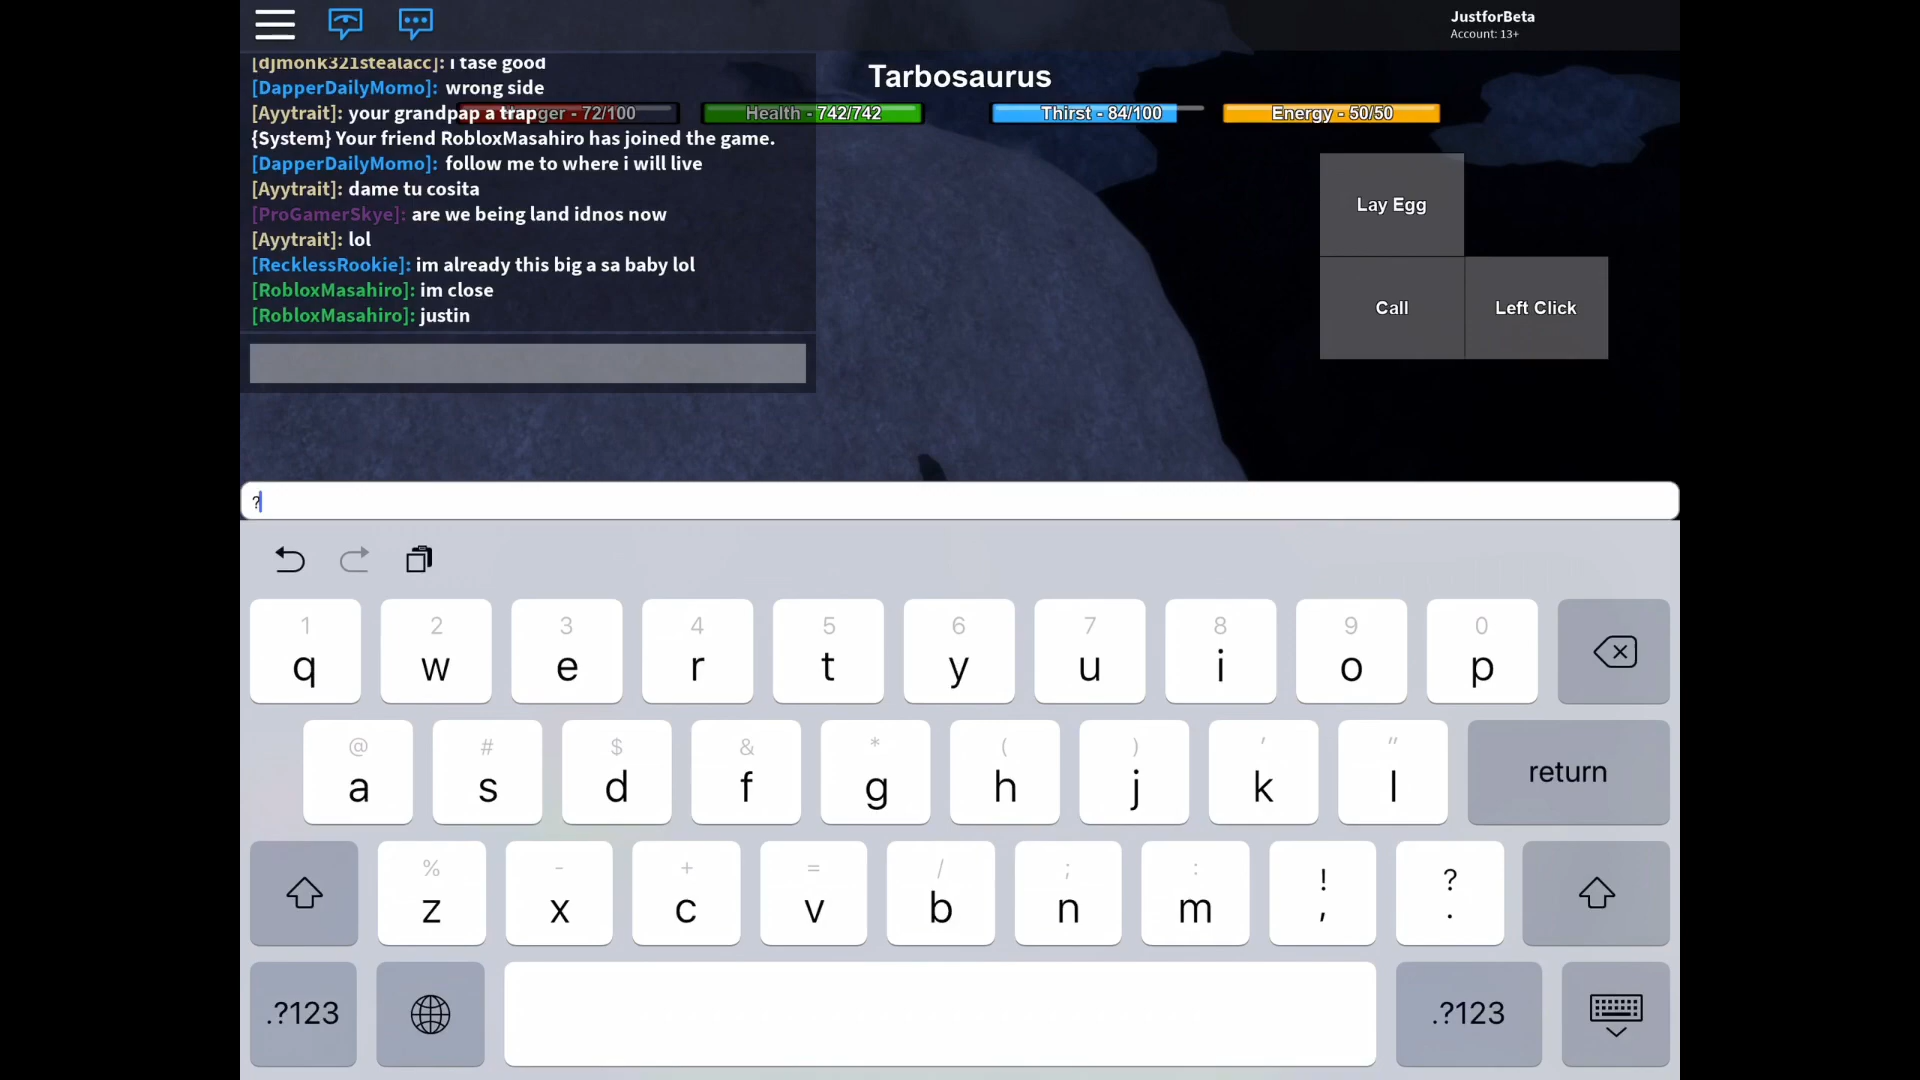 JustforBeta
Account: 13+
Tarbosaurus
Hunger - 72/100
Health - 742/742
Thirst - 84/100
Energy - 50/50
[djmonk321stealacc]: i tase good
[DapperDailyMomo]: wrong side
[Ayytrait]: your grandpap a trap
{System} Your friend RobloxMasahiro has joined the game.
[DapperDailyMomo]: follow me to where i will live
[Ayytrait]: dame tu cosita
[ProGamerSkye]: are we being land idnos now
[Ayytrait]: lol
[RecklessRookie]: im already this big a sa baby lol
[RobloxMasahiro]: im close
[RobloxMasahiro]: justin
Lay Egg
Call
Left Click
?
1 2 3 4 5 6 7 8 9 0
q w e r t y u i o p
@ # $ & * ( ) ' "
a s d f g h j k l return
% - + = / ; : ! ?
z x c v b n m , .
.?123 .?123